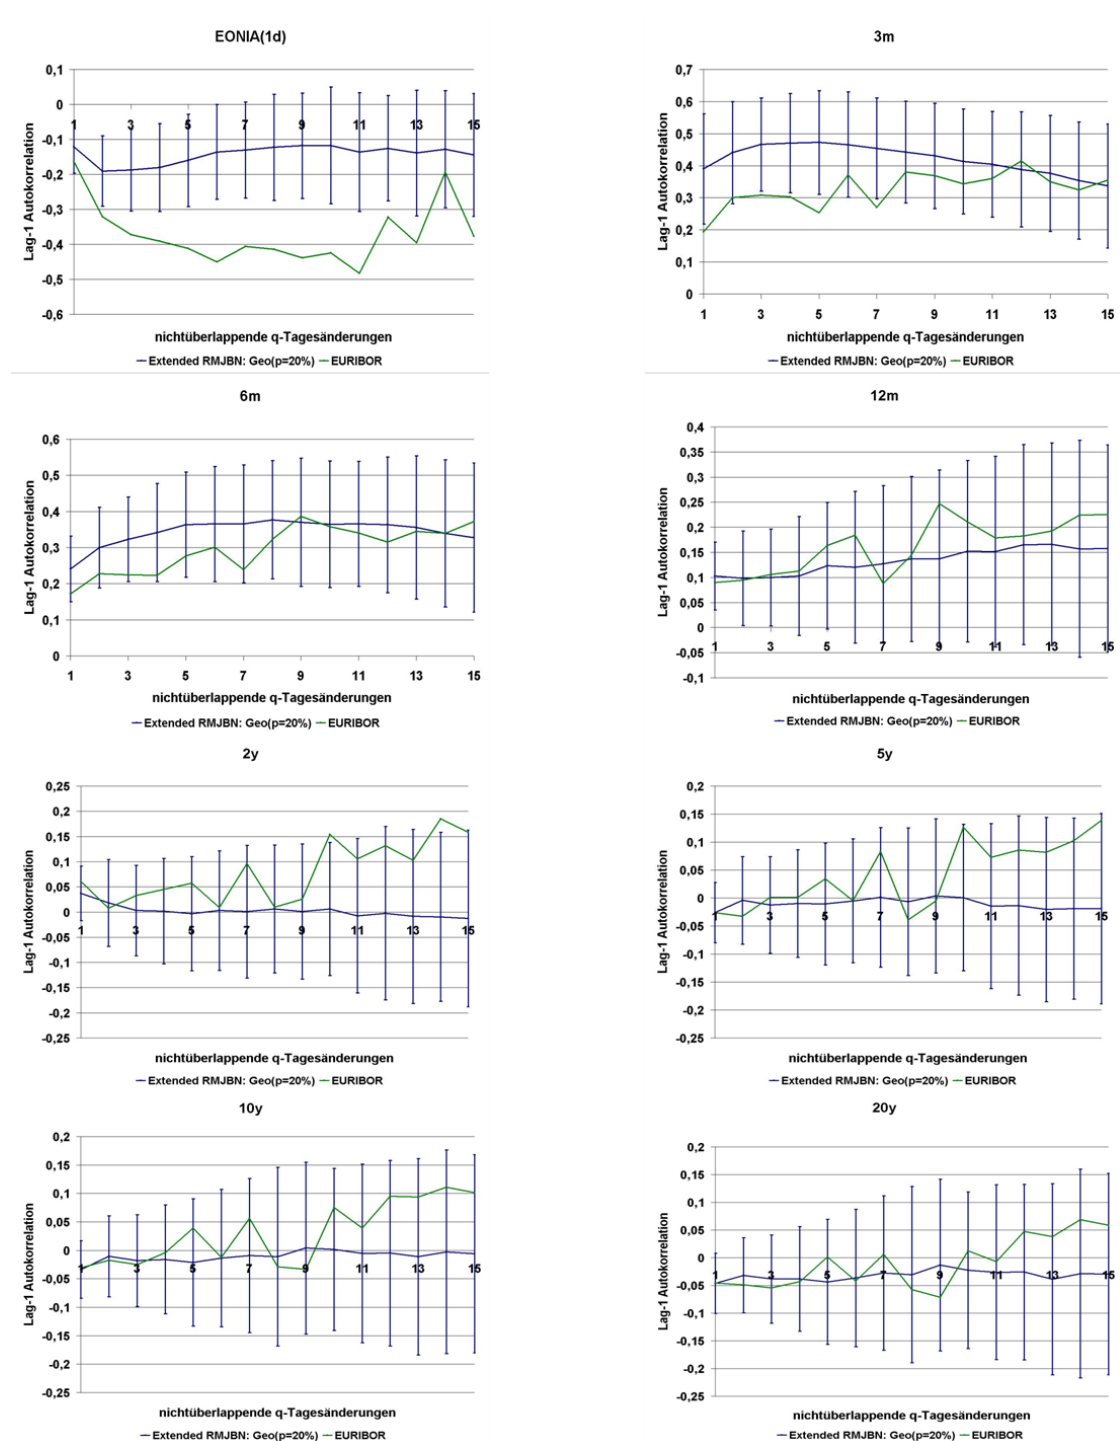 EONIA(1d)
0,1
0
-0,1
-0,2
-0,3
-0,4
-0,5
-0,6
1 3 5 7 9 11 13 15
Lag-1 Autokorrelation
nichtüberlappende q-Tagesänderungen
Extended RMJBN: Geo(p=20%) EURIBOR
3m
0,7
0,6
0,5
0,4
0,3
0,2
0,1
0
1 3 5 7 9 11 13 15
Lag-1 Autokorrelation
nichtüberlappende q-Tagesänderungen
Extended RMJBN: Geo(p=20%) EURIBOR
6m
0,6
0,5
0,4
0,3
0,2
0,1
0
1 3 5 7 9 11 13 15
Lag-1 Autokorrelation
nichtüberlappende q-Tagesänderungen
Extended RMJBN: Geo(p=20%) EURIBOR
12m
0,4
0,35
0,3
0,25
0,2
0,15
0,1
0,05
0
-0,05
-0,1
1 3 5 7 9 11 13 15
Lag-1 Autokorrelation
nichtüberlappende q-Tagesänderungen
Extended RMJBN: Geo(p=20%) EURIBOR
2y
0,25
0,2
0,15
0,1
0,05
0
-0,05
-0,1
-0,15
-0,2
-0,25
1 3 5 7 9 11 13 15
Lag-1 Autokorrelation
nichtüberlappende q-Tagesänderungen
Extended RMJBN: Geo(p=20%) EURIBOR
5y
0,2
0,15
0,1
0,05
0
-0,05
-0,1
-0,15
-0,2
-0,25
1 3 5 7 9 11 13 15
Lag-1 Autokorrelation
nichtüberlappende q-Tagesänderungen
Extended RMJBN: Geo(p=20%) EURIBOR
10y
0,2
0,15
0,1
0,05
0
-0,05
-0,1
-0,15
-0,2
-0,25
1 3 5 7 9 11 13 15
Lag-1 Autokorrelation
nichtüberlappende q-Tagesänderungen
Extended RMJBN: Geo(p=20%) EURIBOR
20y
0,2
0,15
0,1
0,05
0
-0,05
-0,1
-0,15
-0,2
-0,25
1 3 5 7 9 11 13 15
Lag-1 Autokorrelation
nichtüberlappende q-Tagesänderungen
Extended RMJBN: Geo(p=20%) EURIBOR